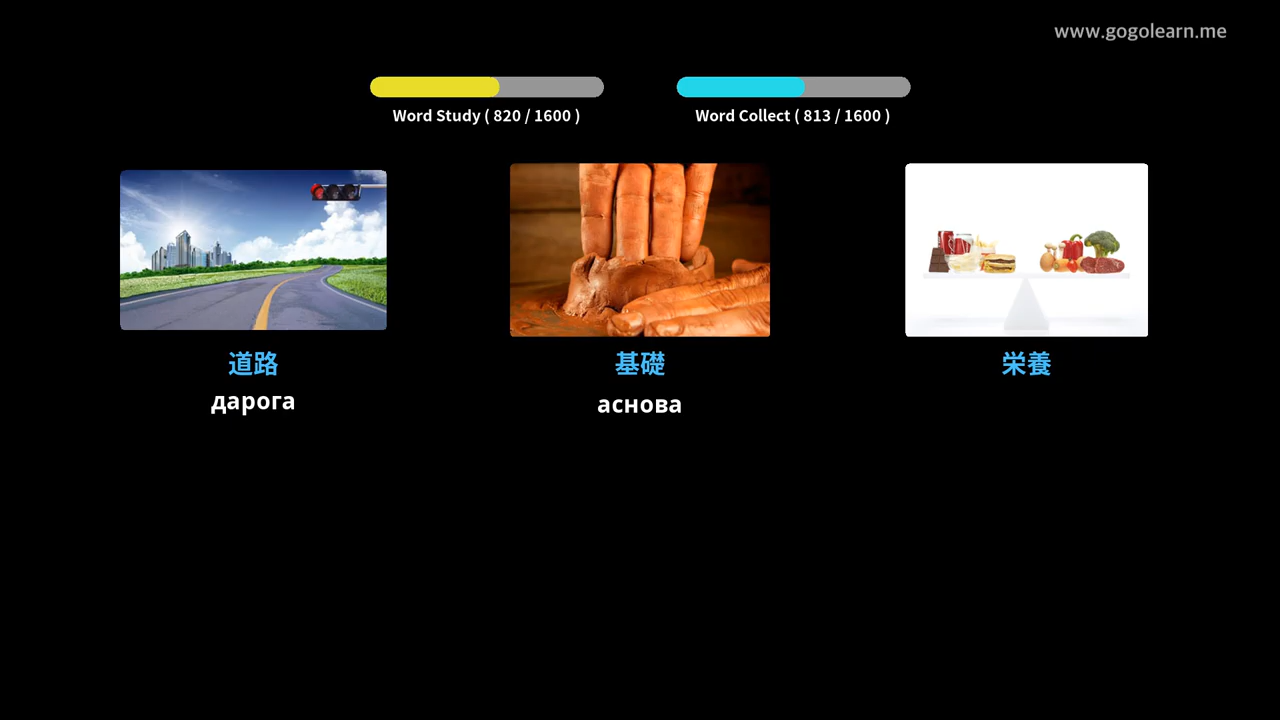 www.gogolearn.me
Word Study ( 820 / 1600 )
Word Collect ( 813 / 1600 )
道路
基礎
栄養
дарога
аснова